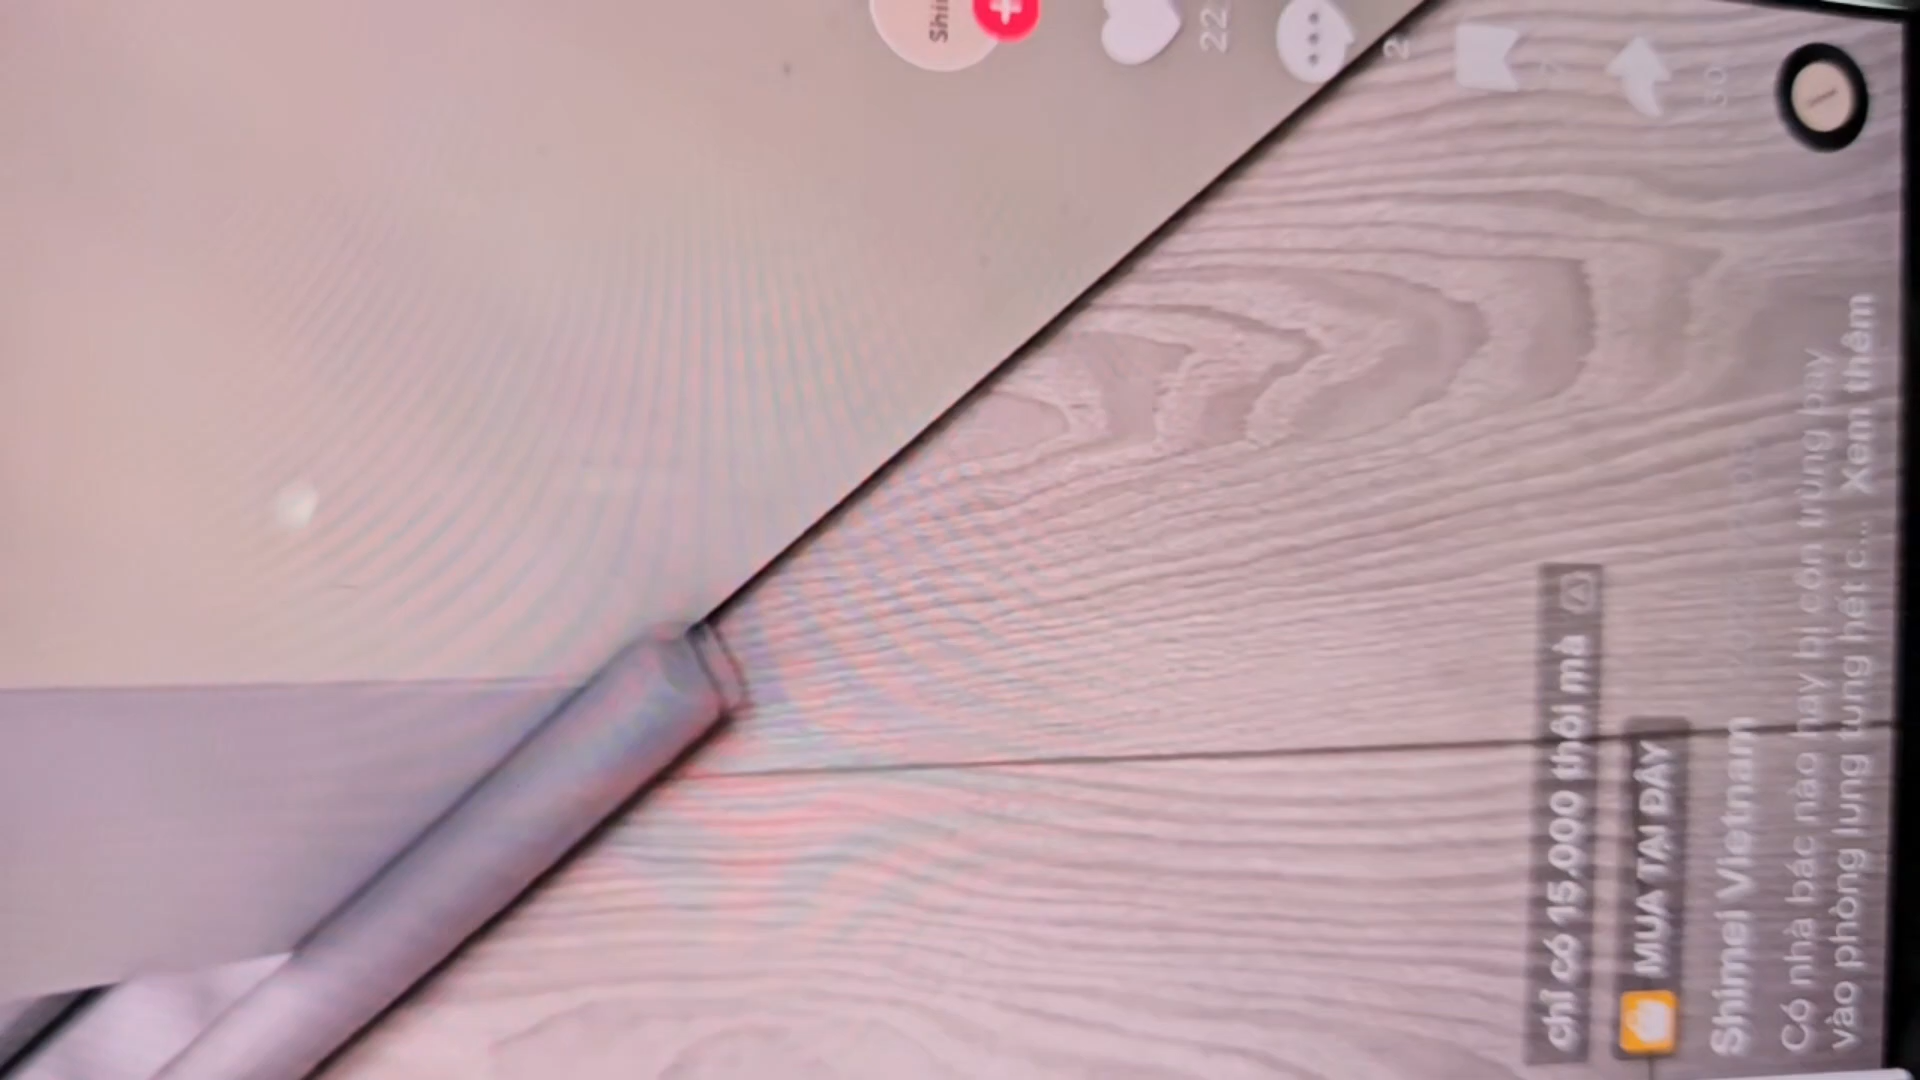 Shi
22
2
30
chỉ có 15.000 thôi mà
MUA TẠI ĐÂY
Shimei Vietnam
Có nhà bác nào hay bị côn trùng bay
vào phòng lung tung hết c... Xem thêm